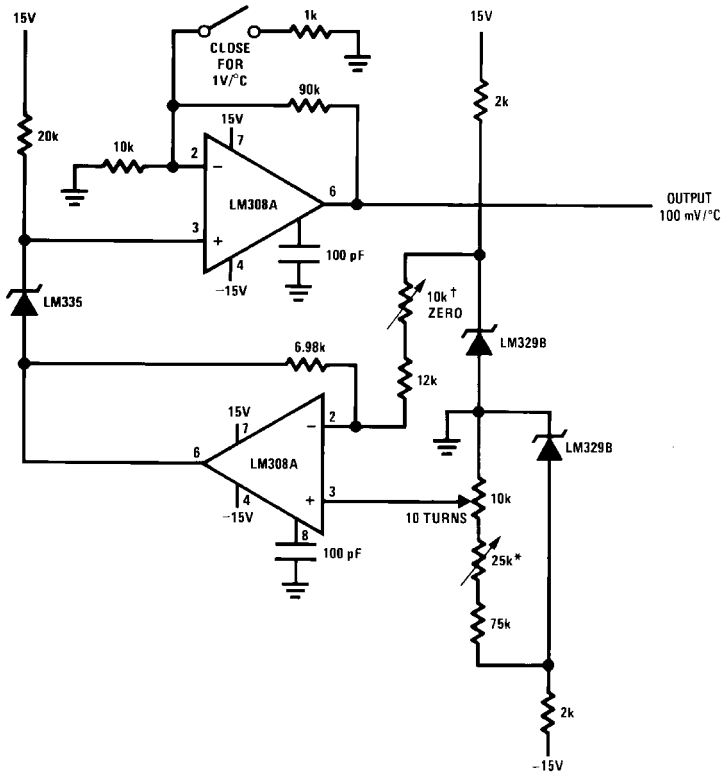 15V
1k
15V
CLOSE
FOR
1V/°C
90k
2k
20k
10k
15V
2
7
−
6
LM308A
OUTPUT
100 mV/°C
3
+
100 pF
4
−15V
10k†
ZERO
LM335
LM329B
6.98k
12k
15V
7
2
−
LM329B
6
LM308A
4
+
3
10k
−15V
10 TURNS
8
100 pF
25k*
75k
2k
−15V